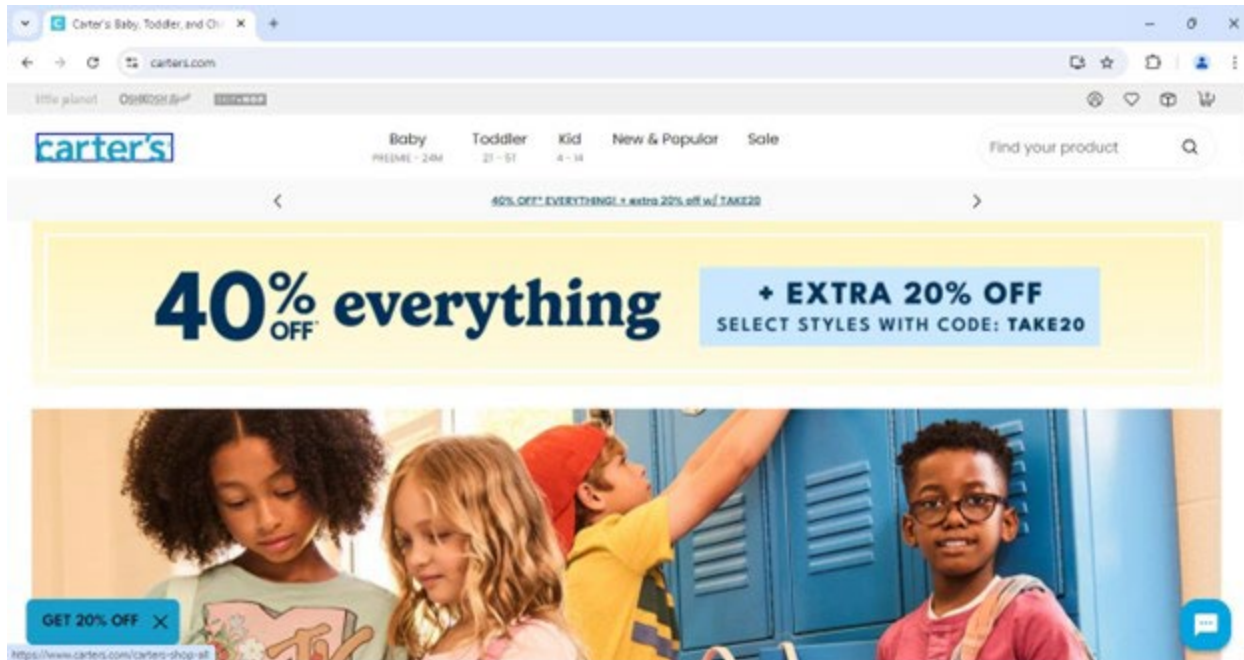 Carter's Baby, Toddler, and Ch
carters.com
little planet OSHKOSH B'gosh
carter's
Baby Toddler Kid New & Popular Sale
PREEMIE - 24M 2T - 5T 4 - 14
Find your product
40% OFF* EVERYTHING! + extra 20% off w/ TAKE20
40% OFF* everything
+ EXTRA 20% OFF
SELECT STYLES WITH CODE: TAKE20
MTV
GET 20% OFF
https://www.carters.com/carters-shop-all